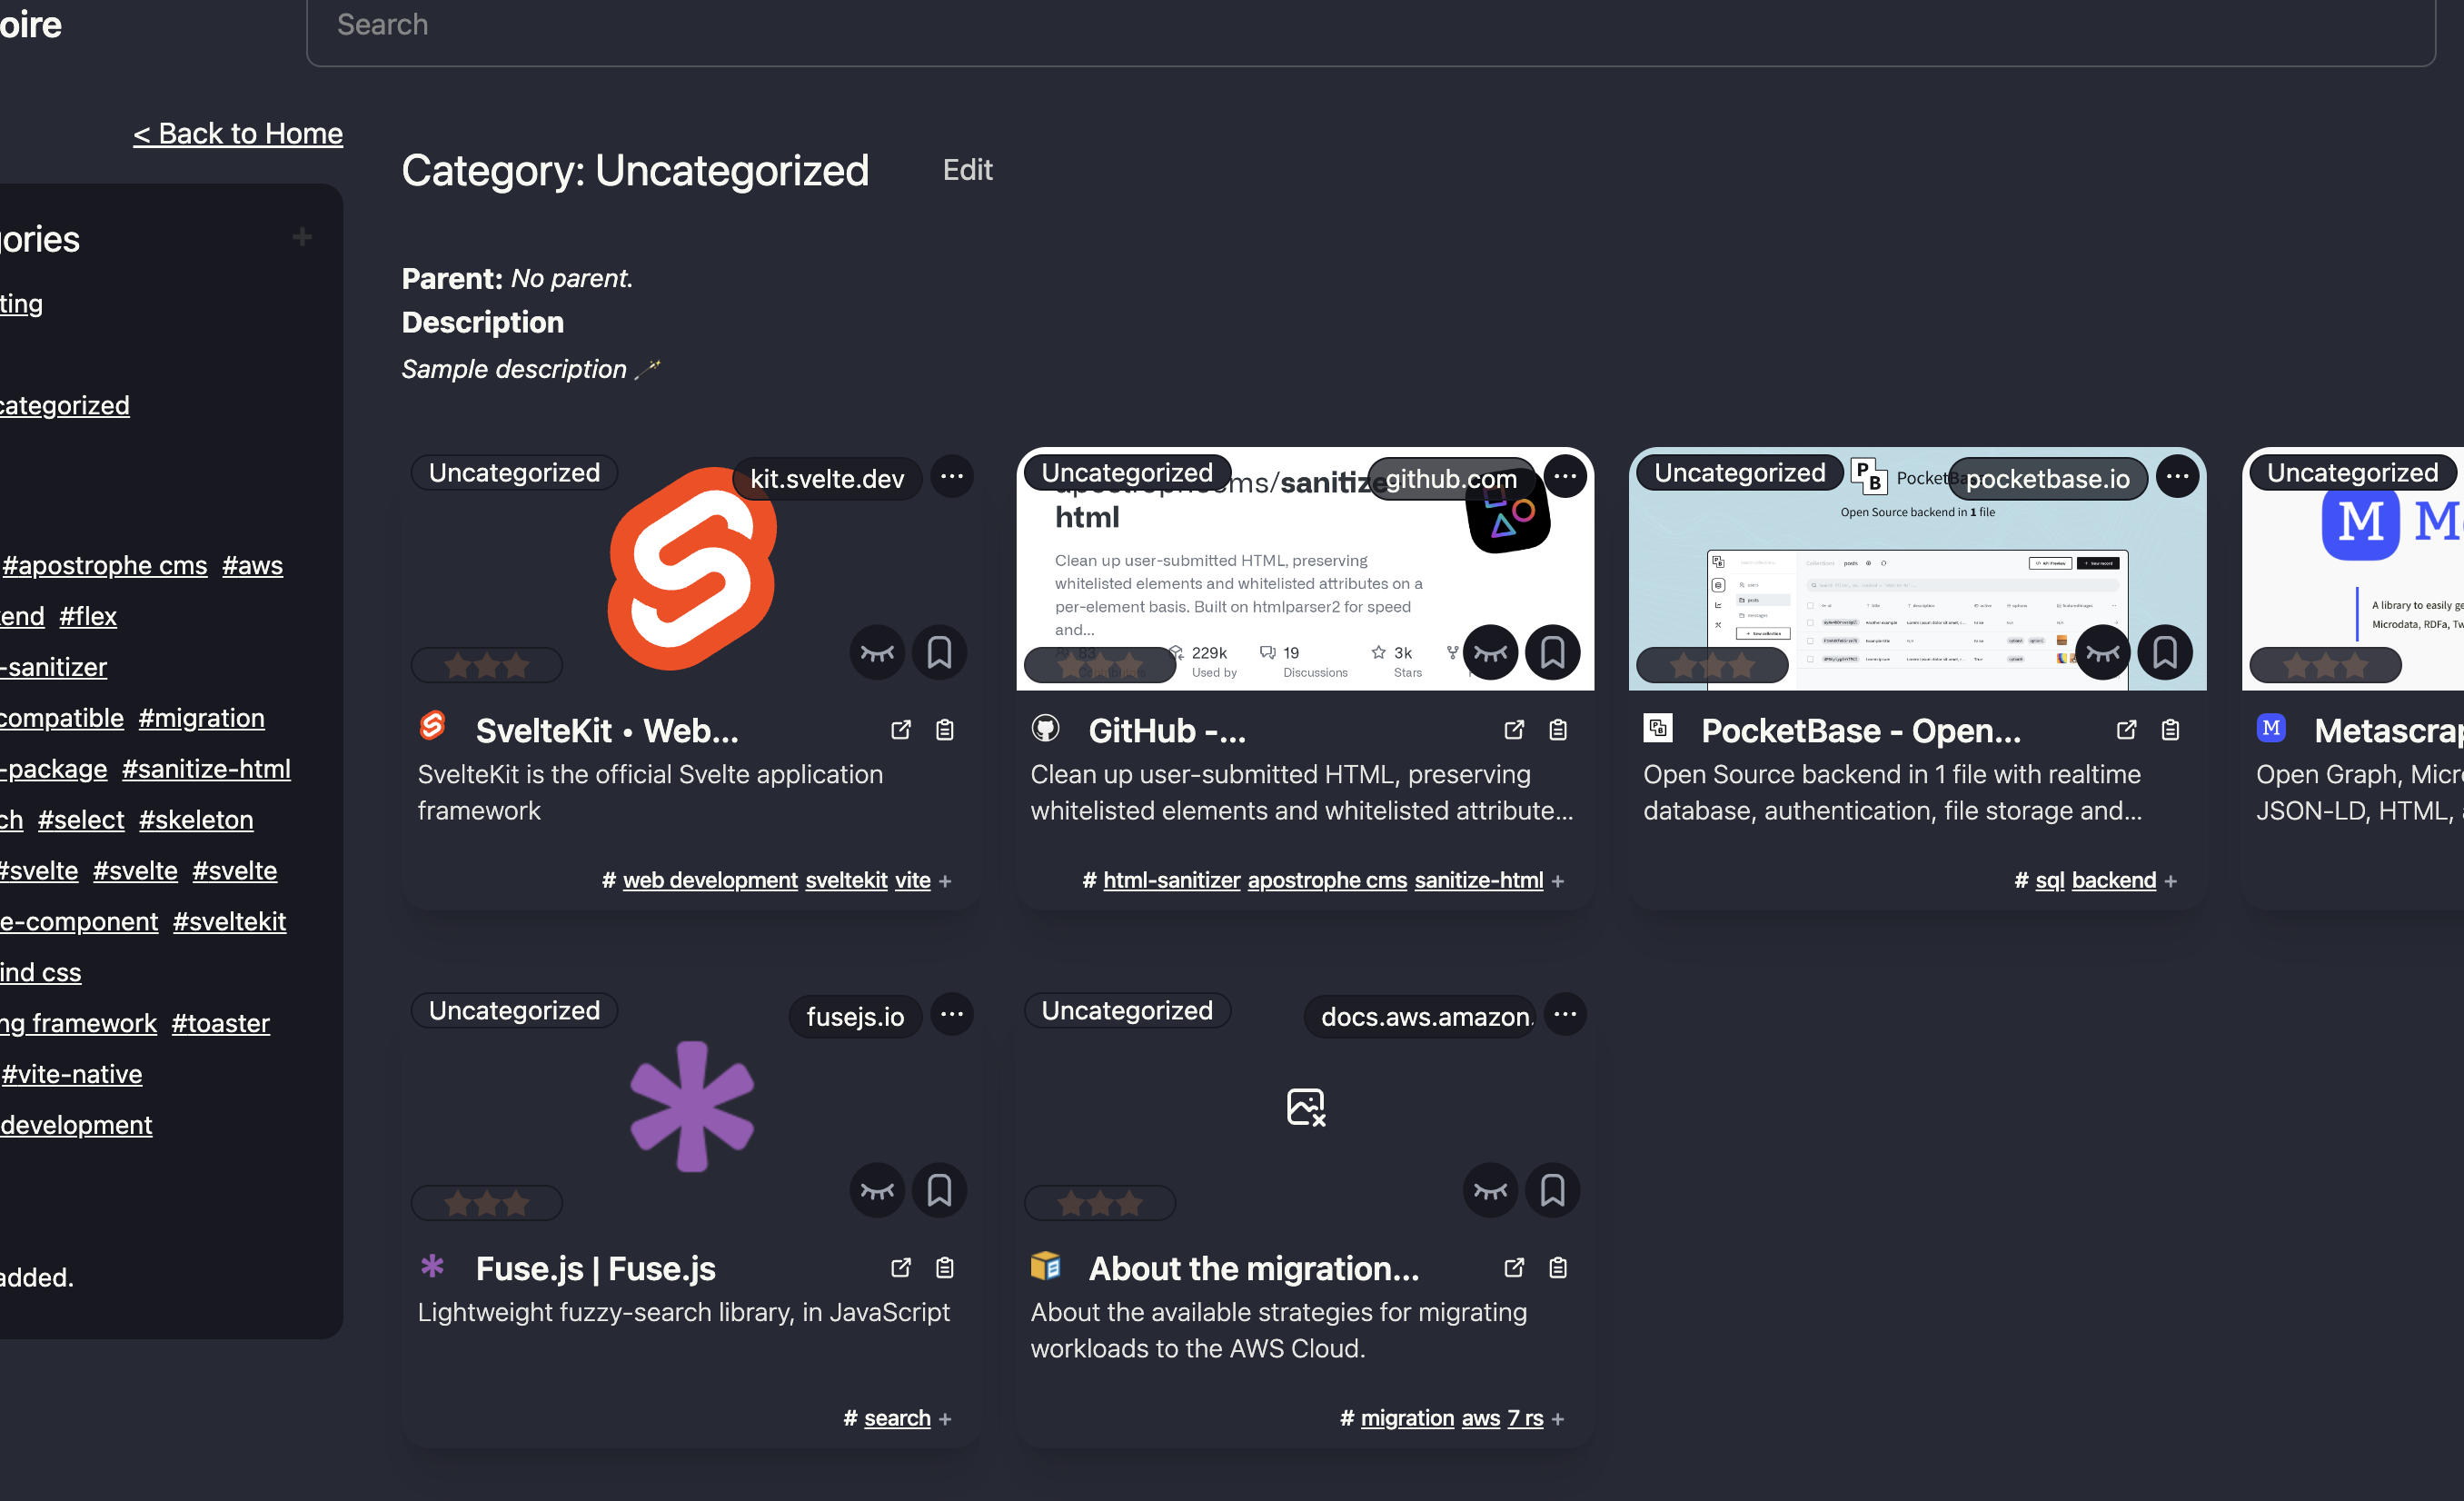 oire
Search
< Back to Home
Category: Uncategorized
Edit
gories
+
ting
categorized
Parent: No parent.
Description
Sample description
#apostrophe cms #aws
end #flex
-sanitizer
compatible #migration
-package #sanitize-html
ch #select #skeleton
#svelte #svelte #svelte
e-component #sveltekit
ind css
ng framework #toaster
#vite-native
development
added.
Uncategorized
kit.svelte.dev
SvelteKit • Web...
SvelteKit is the official Svelte application
framework
# web development sveltekit vite +
Uncategorized
github.com
cms/sanitize
html
Clean up user-submitted HTML, preserving
whitelisted elements and whitelisted attributes on a
per-element basis. Built on htmlparser2 for speed
and...
229k
Used by
19
Discussions
3k
Stars
GitHub -...
Clean up user-submitted HTML, preserving
whitelisted elements and whitelisted attribute...
# html-sanitizer apostrophe cms sanitize-html +
Uncategorized
pocketbase.io
PocketBa
Open Source backend in 1 file
PocketBase - Open...
Open Source backend in 1 file with realtime
database, authentication, file storage and...
# sql backend +
Uncategorized
M
A library to easily ge
Microdata, RDFa, Tw
M
Metascrap
Open Graph, Micro
JSON-LD, HTML,
Uncategorized
fusejs.io
Fuse.js | Fuse.js
Lightweight fuzzy-search library, in JavaScript
# search +
Uncategorized
docs.aws.amazon.
About the migration...
About the available strategies for migrating
workloads to the AWS Cloud.
# migration aws 7 rs +